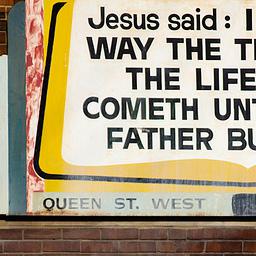 Jesus said: I
WAY THE T
THE LIFE
COMETH UNT
FATHER BU
QUEEN ST. WEST